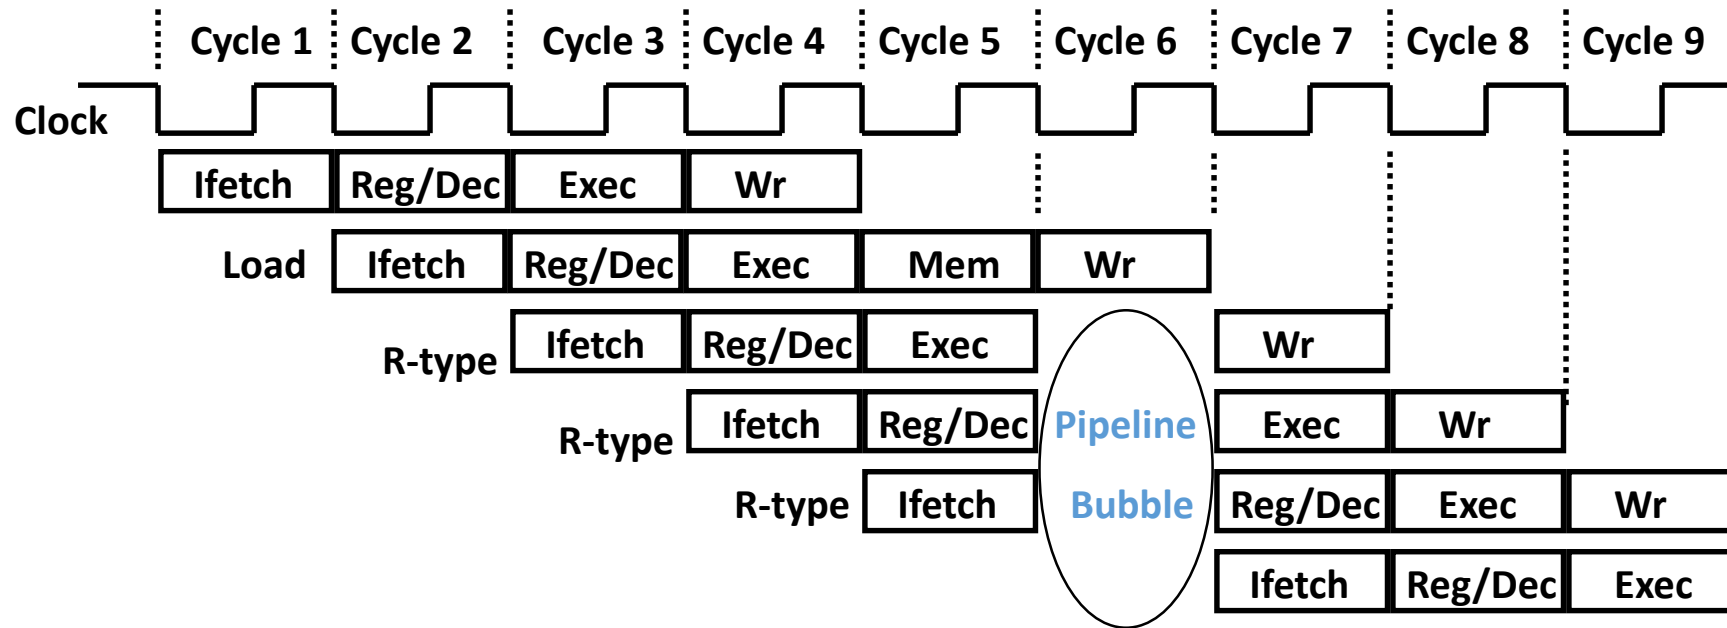 Cycle 1 Cycle 2 Cycle 3 Cycle 4 Cycle 5 Cycle 6 Cycle 7 Cycle 8 Cycle 9
Clock
Ifetch Reg/Dec Exec Wr
Load Ifetch Reg/Dec Exec Mem Wr
R-type Ifetch Reg/Dec Exec Wr
R-type Ifetch Reg/Dec Pipeline Exec Wr
R-type Ifetch Bubble Reg/Dec Exec Wr
Ifetch Reg/Dec Exec